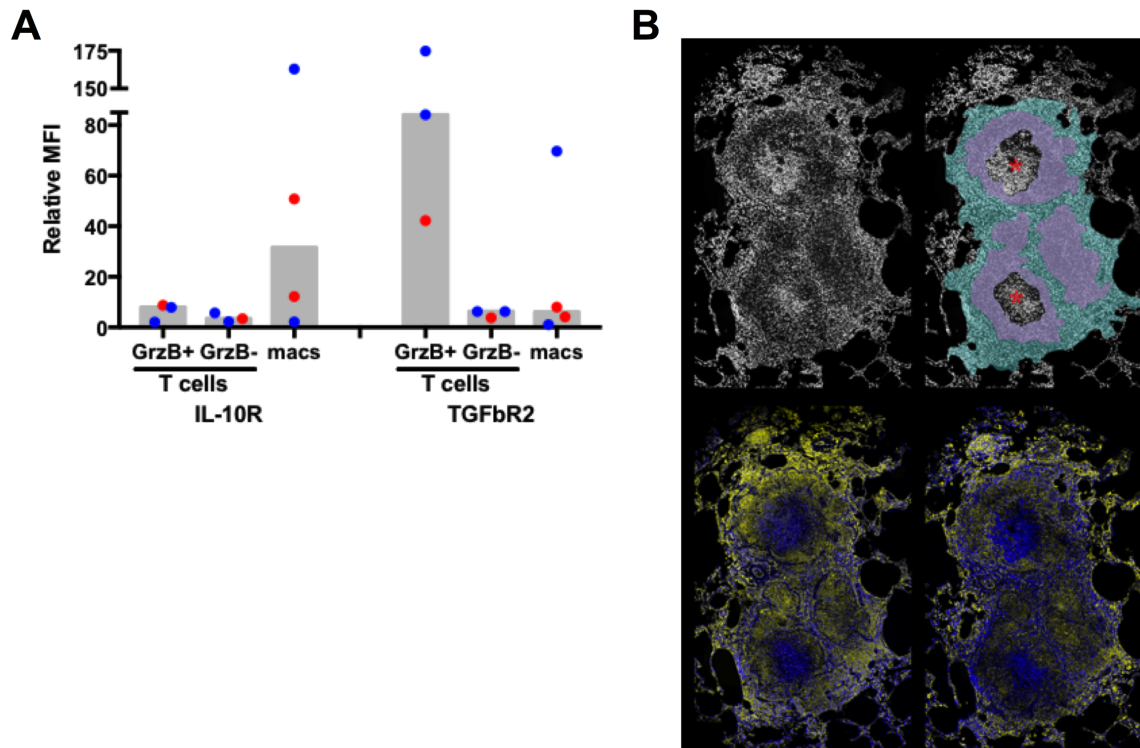 A
B
175
150
80
60
40
20
0
Relative MFI
GrzB+ GrzB- macs GrzB+ GrzB- macs
T cells T cells
IL-10R TGFbR2
*
*